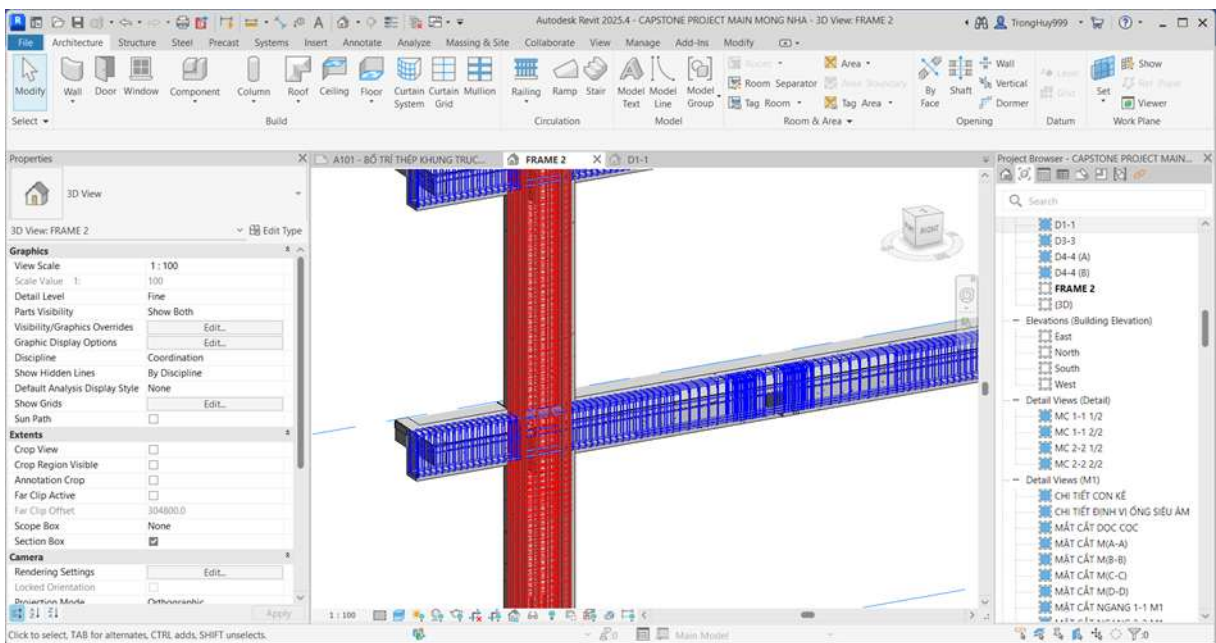 Autodesk Revit 2025.4 - CAPSTONE PROJECT MAIN MONG NHA - 3D View: FRAME 2
TrongHuy999
File Architecture Structure Steel Precast Systems Insert Annotate Analyze Massing & Site Collaborate View Manage Add-Ins Modify
Modify Wall Door Window Component Column Roof Ceiling Floor Curtain System Curtain Grid Mullion Railing Ramp Stair Model Text Model Line Model Group
Room Separator
Tag Room
Area
Area Boundary
Tag Area
By Face Shaft Wall Vertical Dormer
Level
Grid
Set Show Ref Plane Viewer
Select Build Circulation Model Room & Area Opening Datum Work Plane
Properties
A101 - BỐ TRÍ THÉP KHUNG TRỤC... FRAME 2 D1-1
Project Browser - CAPSTONE PROJECT MAIN...
3D View
Search
3D View: FRAME 2 Edit Type
Graphics
View Scale 1 : 100
Scale Value 1: 100
Detail Level Fine
Parts Visibility Show Both
Visibility/Graphics Overrides Edit...
Graphic Display Options Edit...
Discipline Coordination
Show Hidden Lines By Discipline
Default Analysis Display Style None
Show Grids Edit...
Sun Path
Extents
Crop View
Crop Region Visible
Annotation Crop
Far Clip Active
Far Clip Offset 304800.0
Scope Box None
Section Box
Camera
Rendering Settings Edit...
Locked Orientation
Projection Mode Orthographic
Apply
RIGHT
D1-1
D3-3
D4-4 (A)
D4-4 (B)
FRAME 2
(3D)
Elevations (Building Elevation)
East
North
South
West
Detail Views (Detail)
MC 1-1 1/2
MC 1-1 2/2
MC 2-2 1/2
MC 2-2 2/2
Detail Views (M1)
CHI TIẾT CON KÊ
CHI TIẾT ĐỊNH VỊ ỐNG SIÊU ÂM
MẶT CẮT DỌC CỌC
MẶT CẮT M(A-A)
MẶT CẮT M(B-B)
MẶT CẮT M(C-C)
MẶT CẮT M(D-D)
MẶT CẮT NGANG 1-1 M1
1 : 100
Click to select, TAB for alternates, CTRL adds, SHIFT unselects.
:0
Main Model
:0